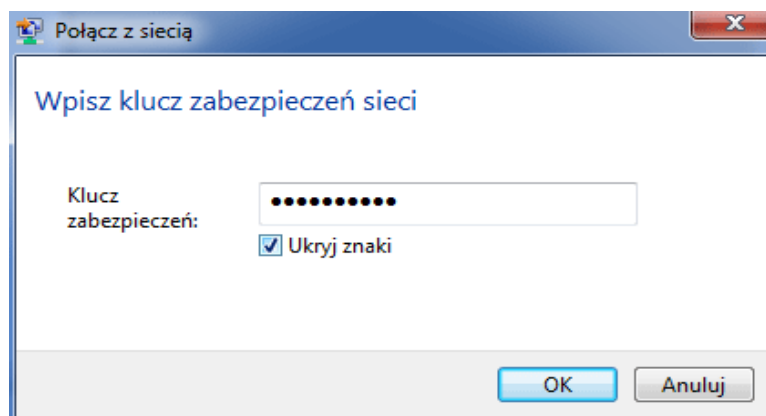 Połącz z siecią
Wpisz klucz zabezpieczeń sieci
Klucz
zabezpieczeń:
••••••••••
Ukryj znaki
OK Anuluj